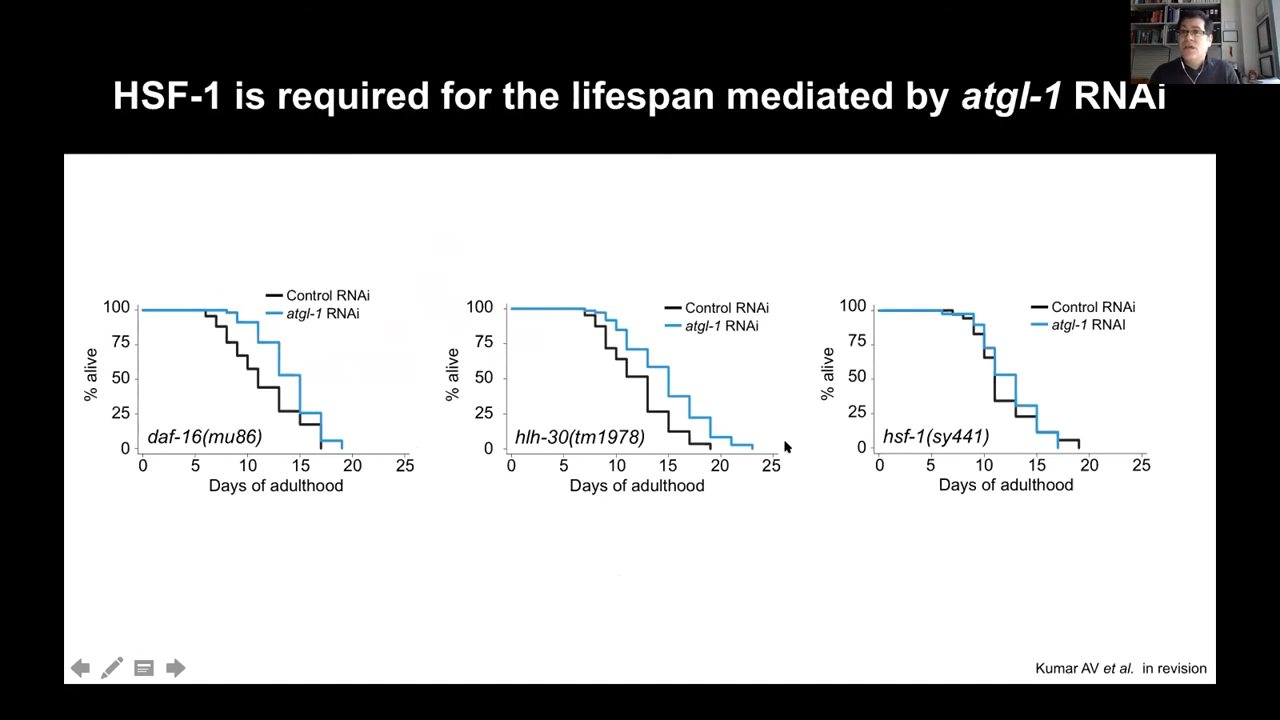 HSF-1 is required for the lifespan mediated by atgl-1 RNAi
Control RNAi
atgl-1 RNAi
100
75
50
25
0
% alive
daf-16(mu86)
0 5 10 15 20 25
Days of adulthood
Control RNAi
atgl-1 RNAi
100
75
50
25
0
% alive
hlh-30(tm1978)
0 5 10 15 20 25
Days of adulthood
Control RNAi
atgl-1 RNAI
100
75
50
25
0
% alive
hsf-1(sy441)
0 5 10 15 20 25
Days of adulthood
Kumar AV et al. in revision